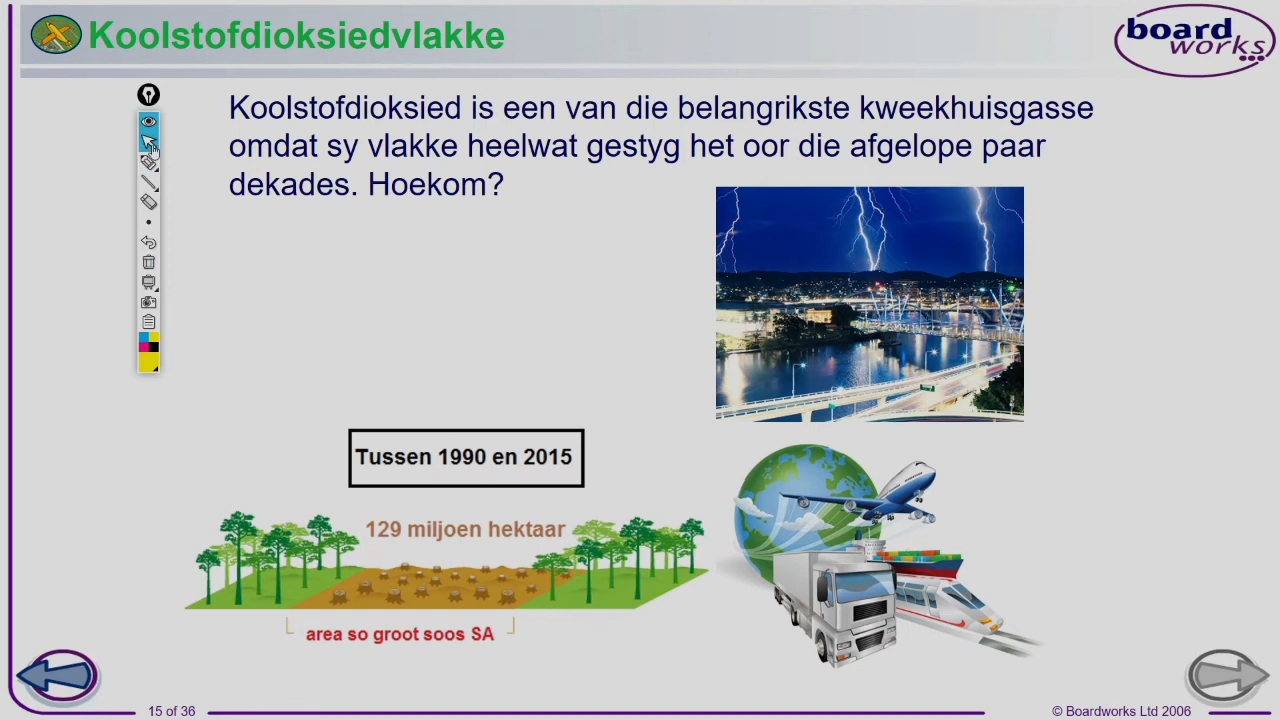 Koolstofdioksiedvlakke
board
works
Koolstofdioksied is een van die belangrikste kweekhuisgasse
omdat sy vlakke heelwat gestyg het oor die afgelope paar
dekades. Hoekom?
Tussen 1990 en 2015
129 miljoen hektaar
area so groot soos SA
15 of 36
© Boardworks Ltd 2006